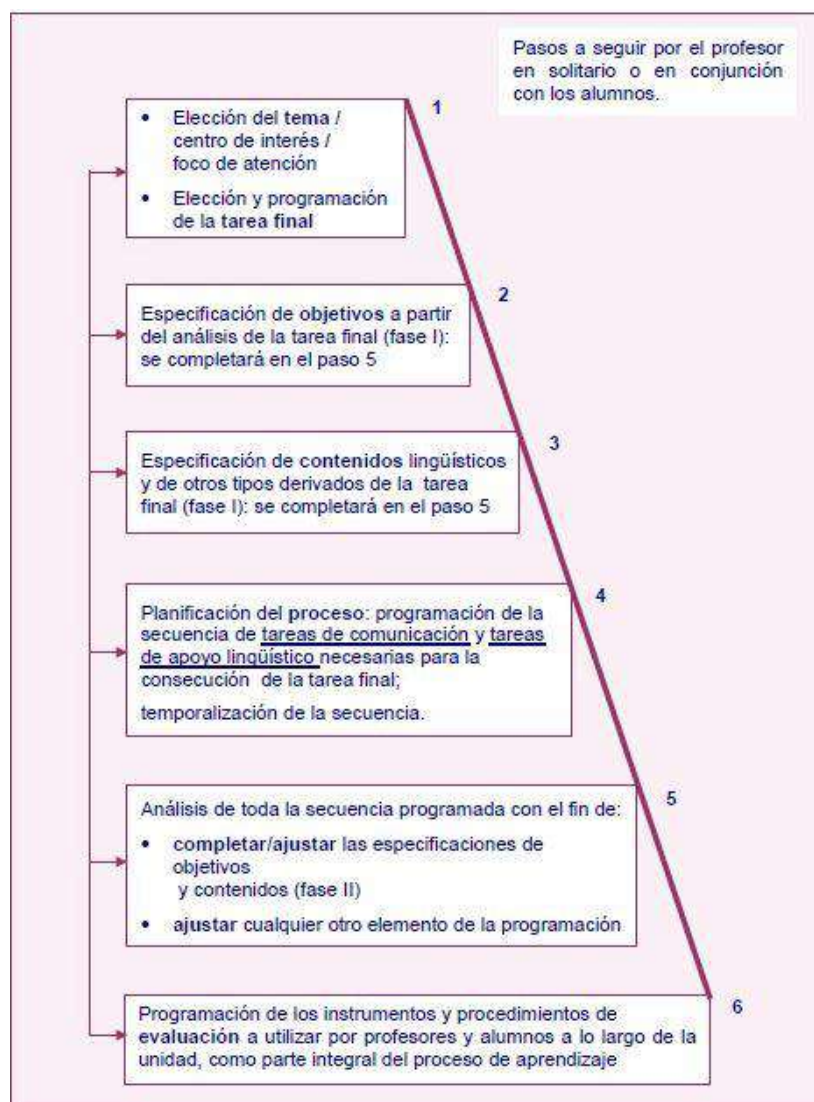 Pasos a seguir por el profesor
en solitario o en conjunción
con los alumnos.
1
• Elección del tema /
centro de interés /
foco de atención
• Elección y programación
de la tarea final
2
Especificación de objetivos a partir
del análisis de la tarea final (fase I):
se completará en el paso 5
3
Especificación de contenidos lingüísticos
y de otros tipos derivados de la tarea
final (fase I): se completará en el paso 5
4
Planificación del proceso: programación de la
secuencia de tareas de comunicación y tareas
de apoyo lingüístico necesarias para la
consecución de la tarea final;
temporalización de la secuencia.
5
Análisis de toda la secuencia programada con el fin de:
• completar/ajustar las especificaciones de
objetivos
y contenidos (fase II)
• ajustar cualquier otro elemento de la programación
6
Programación de los instrumentos y procedimientos de
evaluación a utilizar por profesores y alumnos a lo largo de la
unidad, como parte integral del proceso de aprendizaje